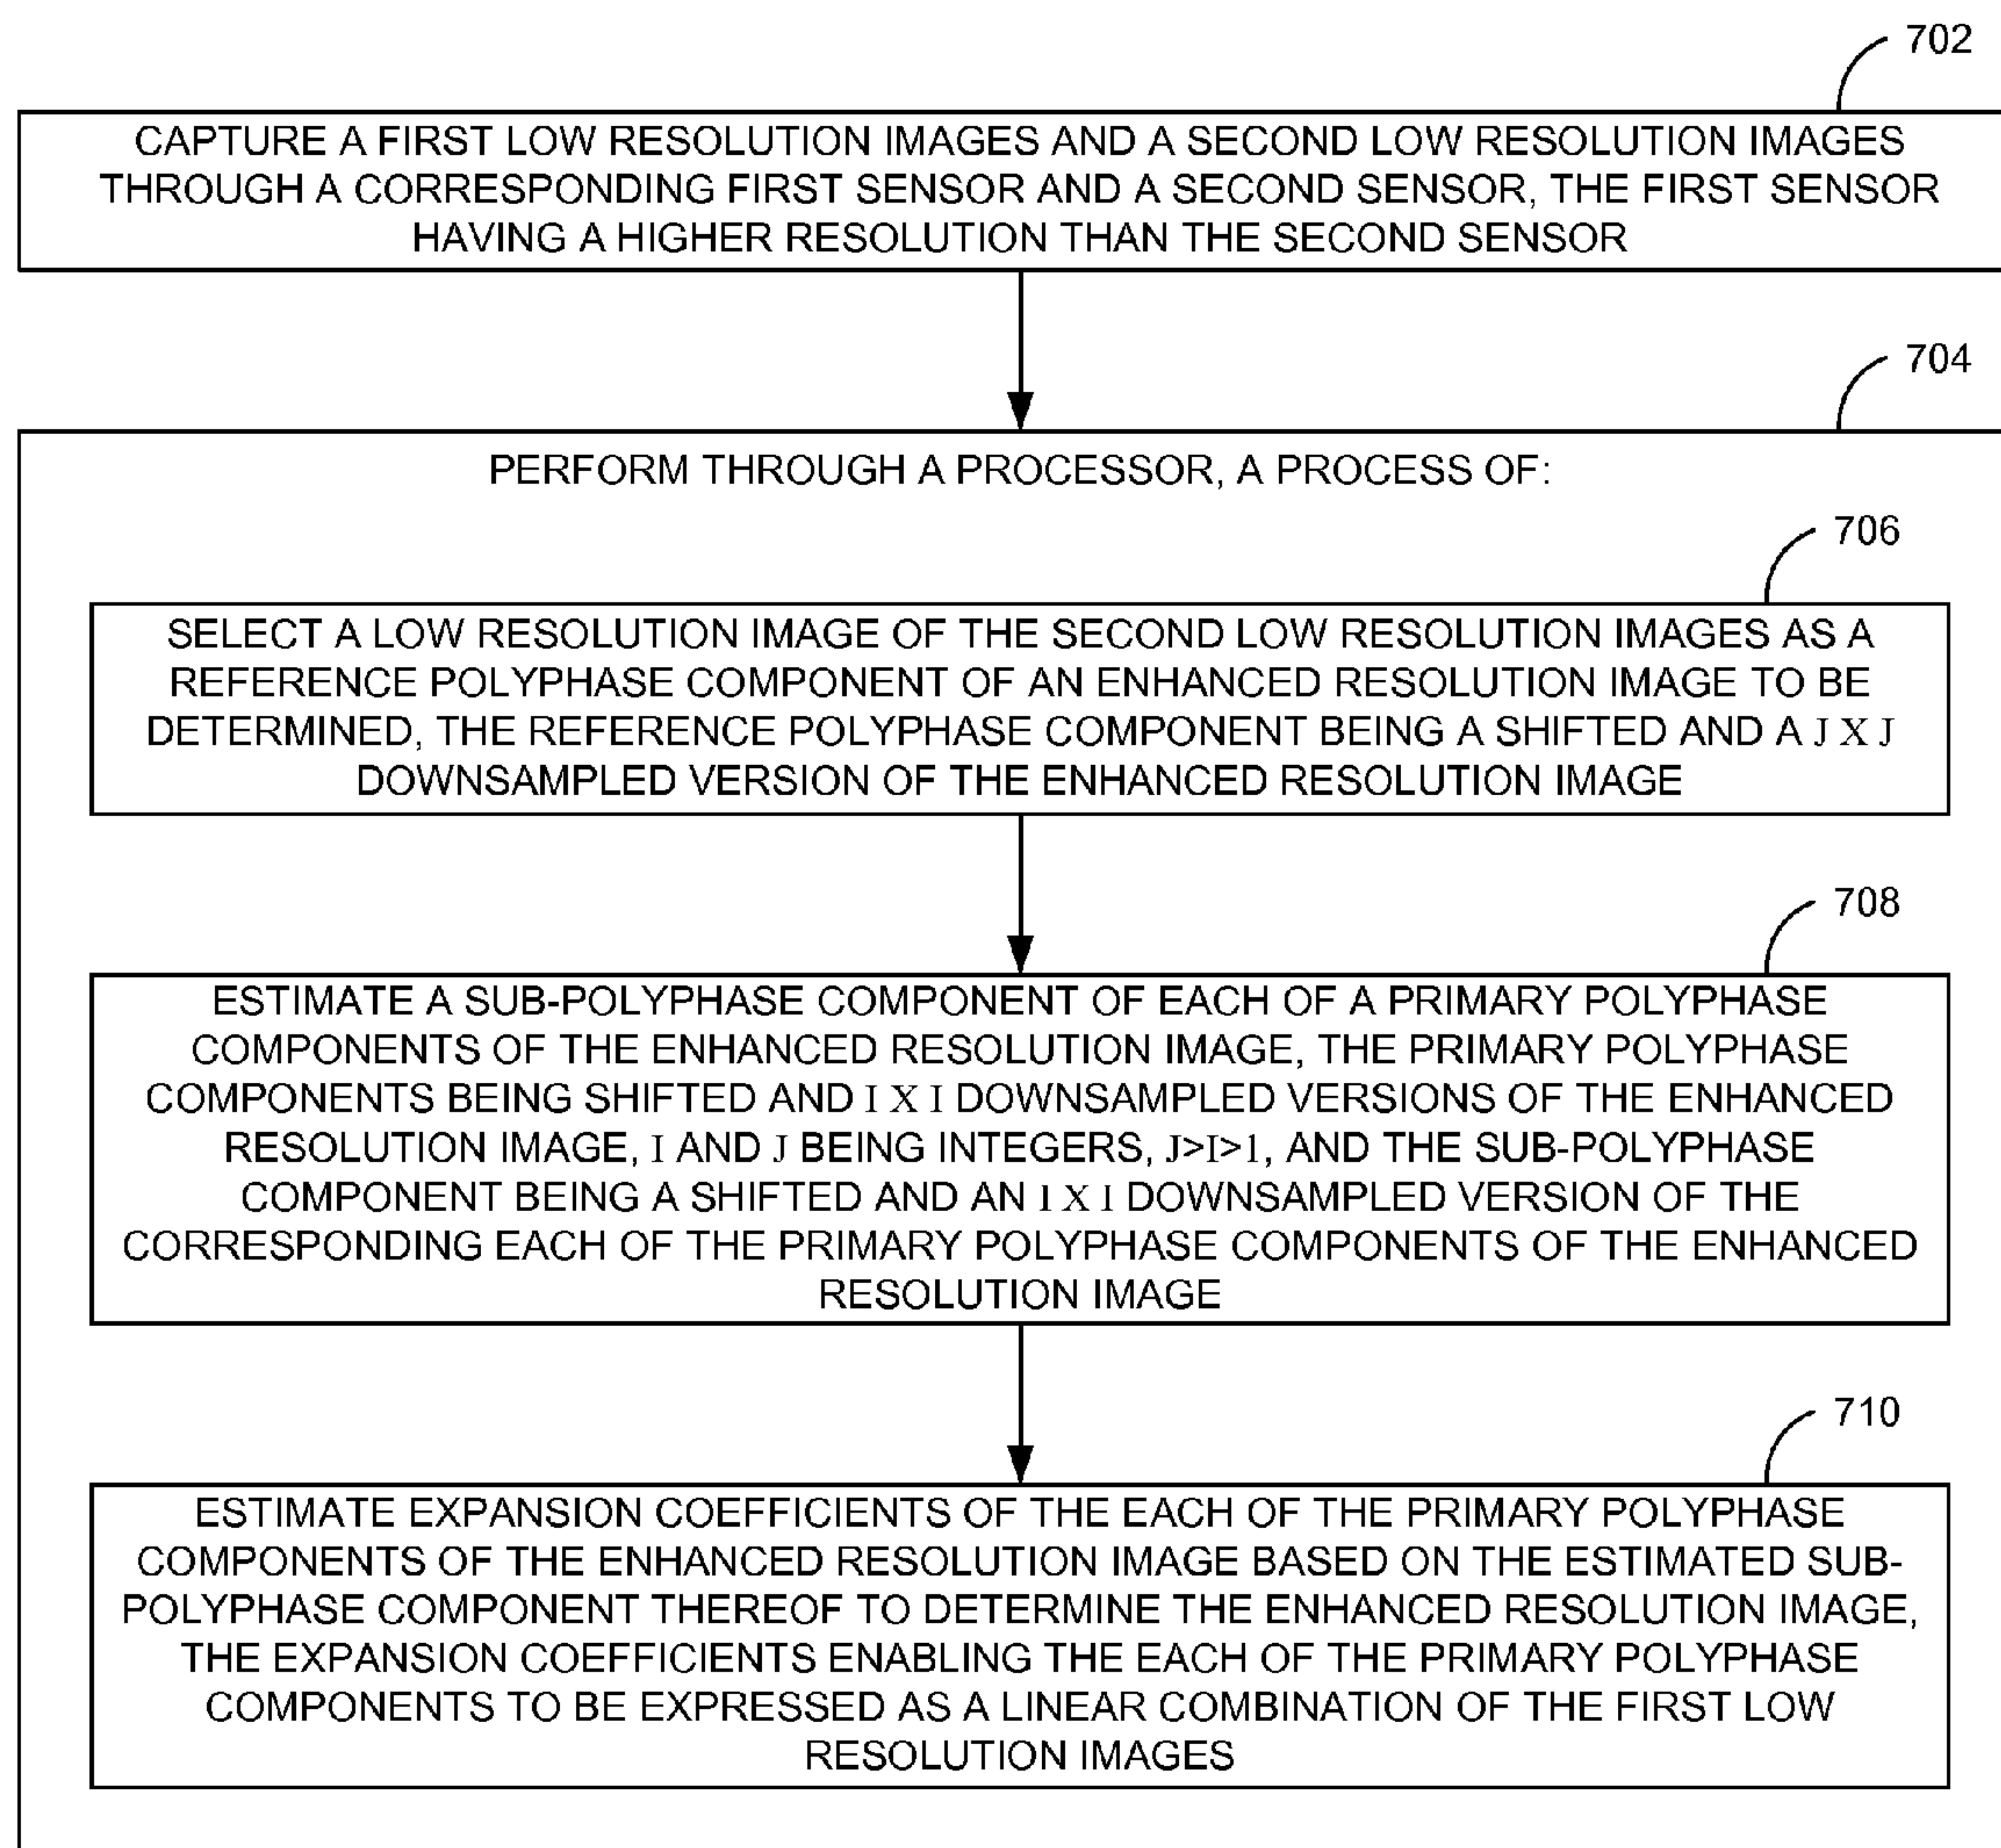 702
CAPTURE A FIRST LOW RESOLUTION IMAGES AND A SECOND LOW RESOLUTION IMAGES
THROUGH A CORRESPONDING FIRST SENSOR AND A SECOND SENSOR, THE FIRST SENSOR
HAVING A HIGHER RESOLUTION THAN THE SECOND SENSOR
704
PERFORM THROUGH A PROCESSOR, A PROCESS OF:
706
SELECT A LOW RESOLUTION IMAGE OF THE SECOND LOW RESOLUTION IMAGES AS A
REFERENCE POLYPHASE COMPONENT OF AN ENHANCED RESOLUTION IMAGE TO BE
DETERMINED, THE REFERENCE POLYPHASE COMPONENT BEING A SHIFTED AND A J X J
DOWNSAMPLED VERSION OF THE ENHANCED RESOLUTION IMAGE
708
ESTIMATE A SUB-POLYPHASE COMPONENT OF EACH OF A PRIMARY POLYPHASE
COMPONENTS OF THE ENHANCED RESOLUTION IMAGE, THE PRIMARY POLYPHASE
COMPONENTS BEING SHIFTED AND I X I DOWNSAMPLED VERSIONS OF THE ENHANCED
RESOLUTION IMAGE, I AND J BEING INTEGERS, J>I>1, AND THE SUB-POLYPHASE
COMPONENT BEING A SHIFTED AND AN I X I DOWNSAMPLED VERSION OF THE
CORRESPONDING EACH OF THE PRIMARY POLYPHASE COMPONENTS OF THE ENHANCED
RESOLUTION IMAGE
710
ESTIMATE EXPANSION COEFFICIENTS OF THE EACH OF THE PRIMARY POLYPHASE
COMPONENTS OF THE ENHANCED RESOLUTION IMAGE BASED ON THE ESTIMATED SUB-
POLYPHASE COMPONENT THEREOF TO DETERMINE THE ENHANCED RESOLUTION IMAGE,
THE EXPANSION COEFFICIENTS ENABLING THE EACH OF THE PRIMARY POLYPHASE
COMPONENTS TO BE EXPRESSED AS A LINEAR COMBINATION OF THE FIRST LOW
RESOLUTION IMAGES